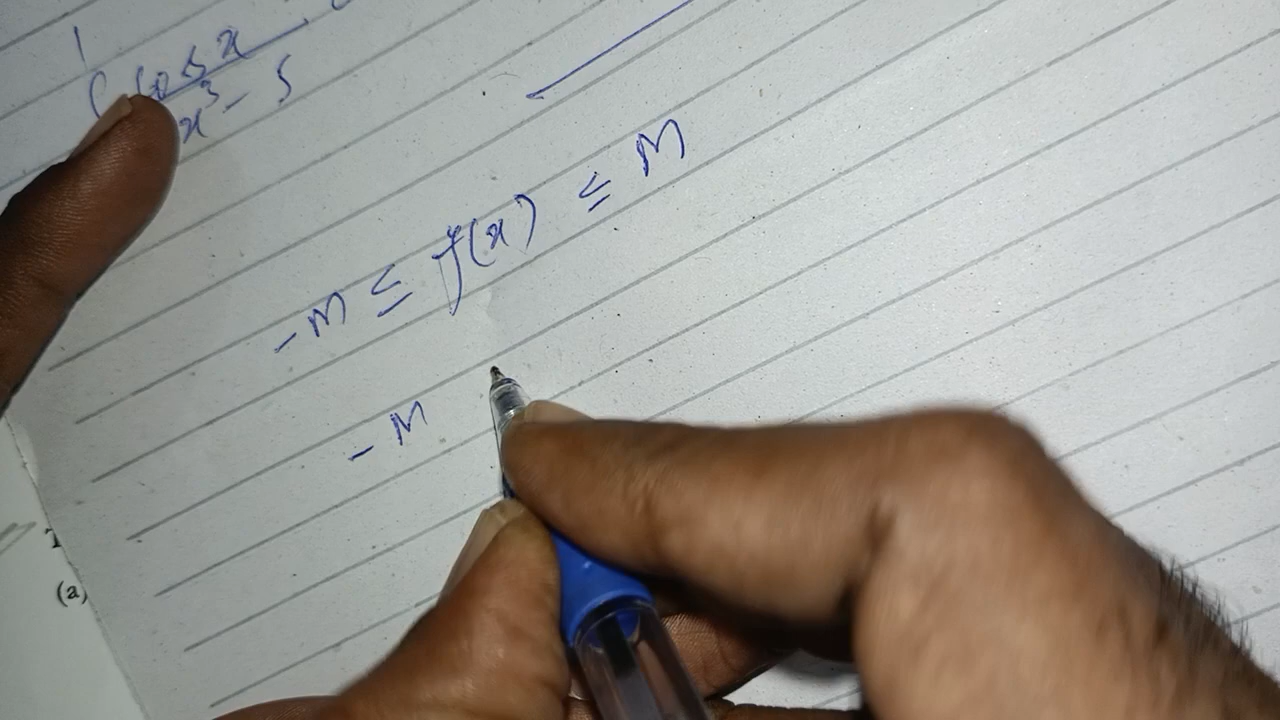 cos x
x³ - 5
-M ≤ f(x) ≤ M
-M
(a)